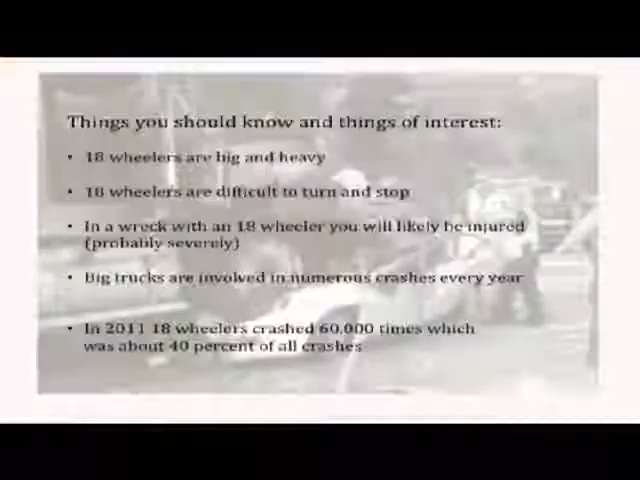 Things you should know and things of interest:
• 18 wheelers are big and heavy
• 18 wheelers are difficult to turn and stop
• In a wreck with an 18 wheeler you will likely be injured
(probably severely)
• Big trucks are involved in numerous crashes every year
• In 2011 18 wheelers crashed 60,000 times which
was about 40 percent of all crashes